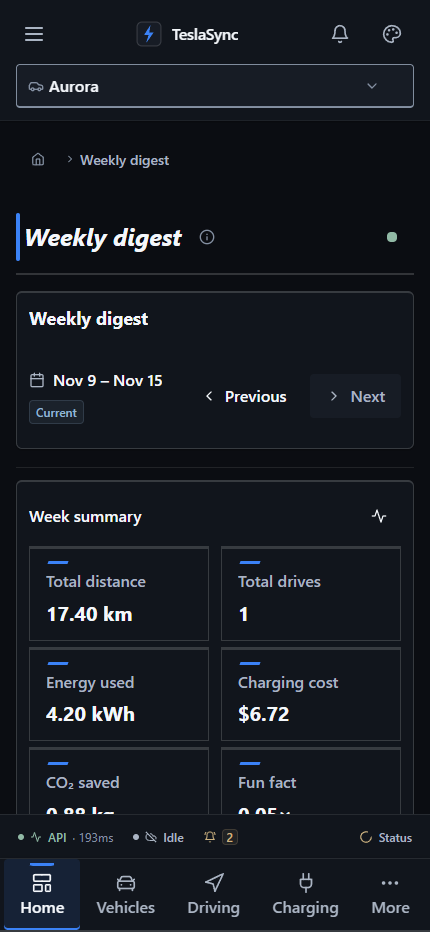 TeslaSync
Aurora
Weekly digest
Weekly digest
Weekly digest
Nov 9 – Nov 15
Current
Previous
Next
Week summary
Total distance
17.40 km
Total drives
1
Energy used
4.20 kWh
Charging cost
$6.72
CO₂ saved
Fun fact
API · 193ms
Idle
2
Status
Home
Vehicles
Driving
Charging
More